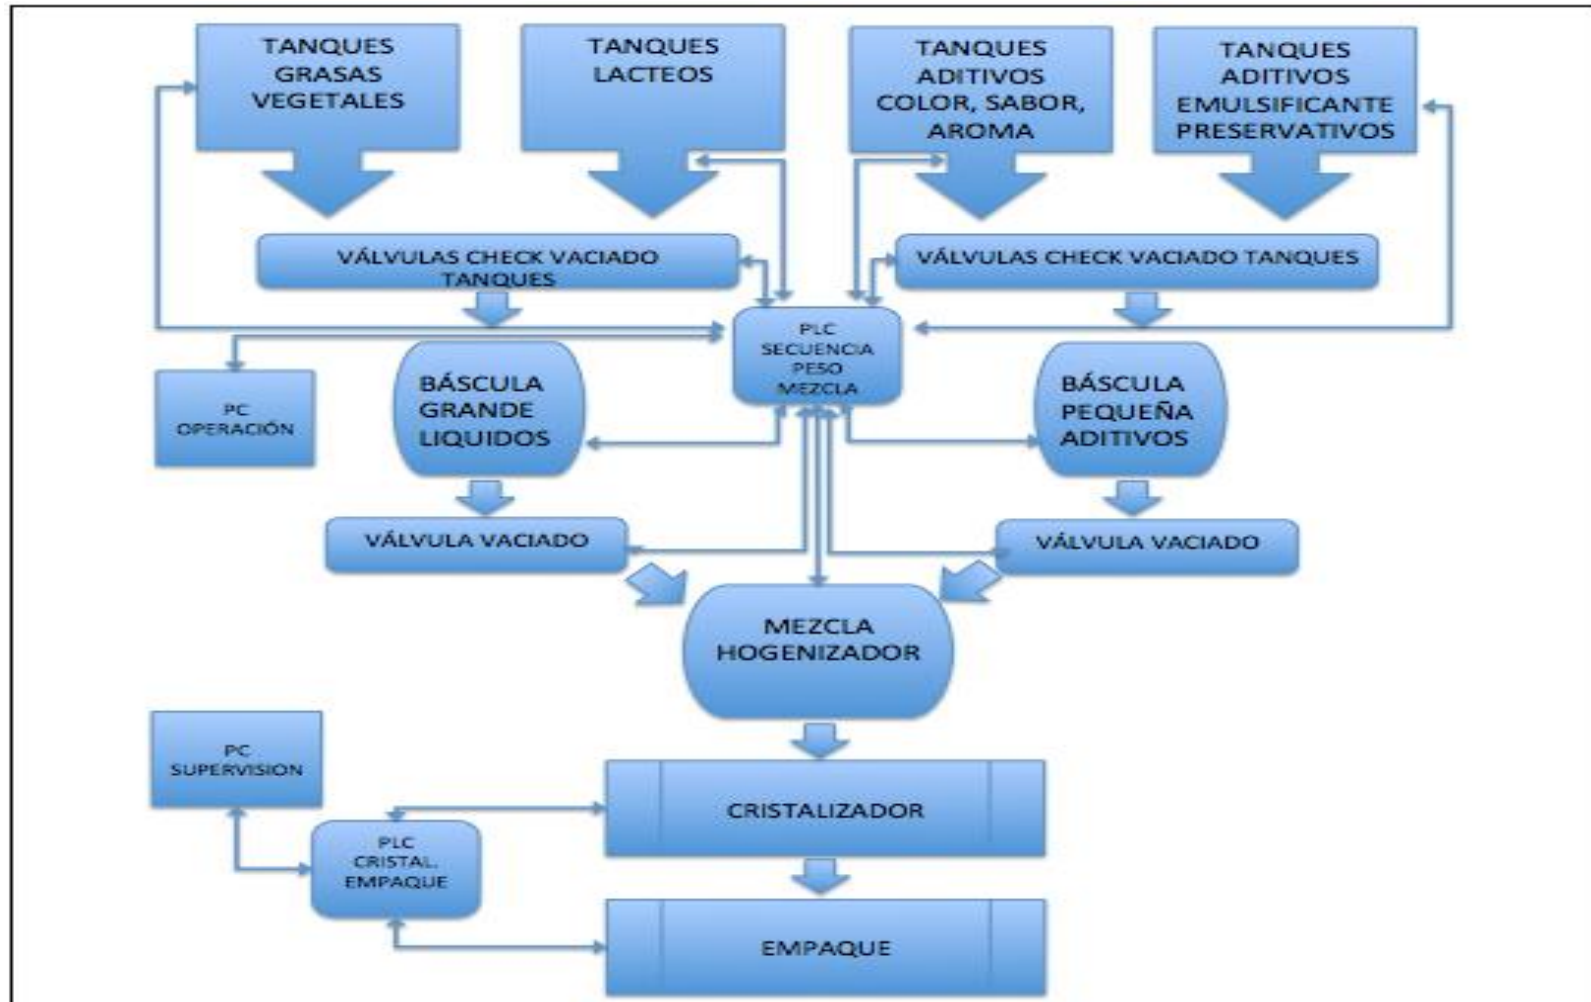 TANQUES
GRASAS
VEGETALES
TANQUES
LACTEOS
TANQUES
ADITIVOS
COLOR, SABOR,
AROMA
TANQUES
ADITIVOS
EMULSIFICANTE
PRESERVATIVOS
VÁLVULAS CHECK VACIADO
TANQUES
VÁLVULAS CHECK VACIADO TANQUES
PLC
SECUENCIA
PESO
MEZCLA
PC
OPERACIÓN
BÁSCULA
GRANDE
LIQUIDOS
BÁSCULA
PEQUEÑA
ADITIVOS
VÁLVULA VACIADO
VÁLVULA VACIADO
MEZCLA
HOGENIZADOR
PC
SUPERVISION
CRISTALIZADOR
PLC
CRISTAL.
EMPAQUE
EMPAQUE